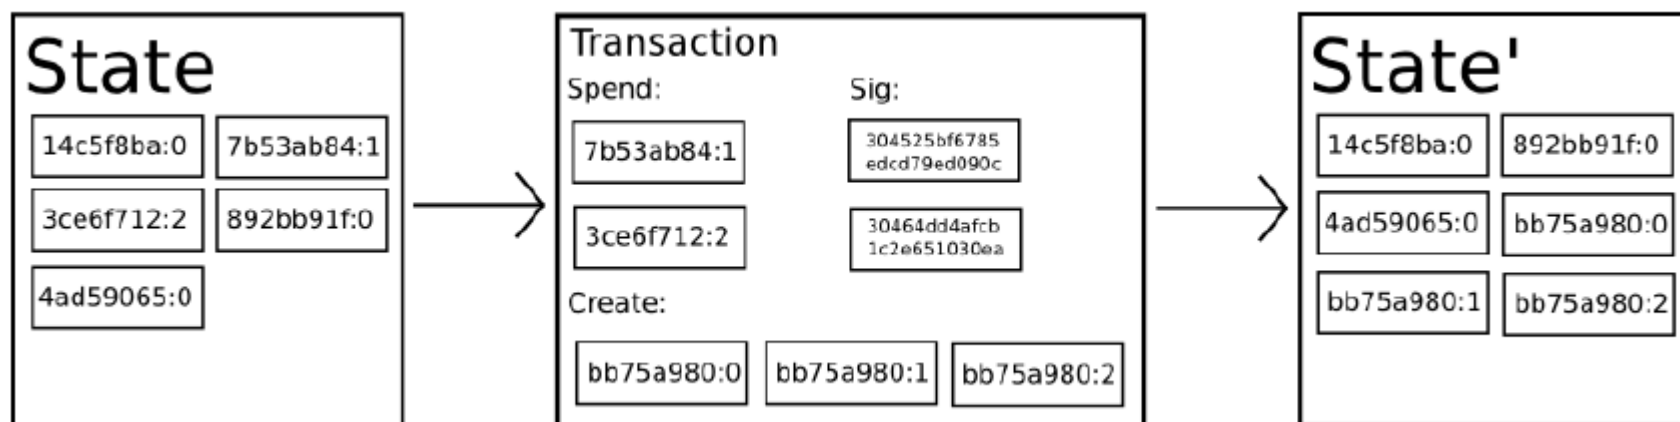 State
14c5f8ba:0 7b53ab84:1
3ce6f712:2 892bb91f:0
4ad59065:0
Transaction
Spend: Sig:
7b53ab84:1
304525bf6785
edcd79ed090c
3ce6f712:2
30464dd4afcb
1c2e651030ea
Create:
bb75a980:0 bb75a980:1 bb75a980:2
State'
14c5f8ba:0 892bb91f:0
4ad59065:0 bb75a980:0
bb75a980:1 bb75a980:2